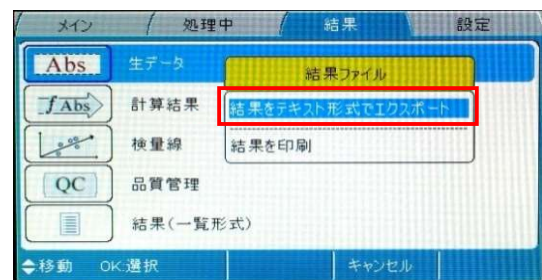 メイン 処理中 結果 設定
Abs 生データ
結果ファイル
fAbs 計算結果
結果をテキスト形式でエクスポート
検量線
結果を印刷
QC 品質管理
結果(一覧形式)
移動 OK:選択 キャンセル